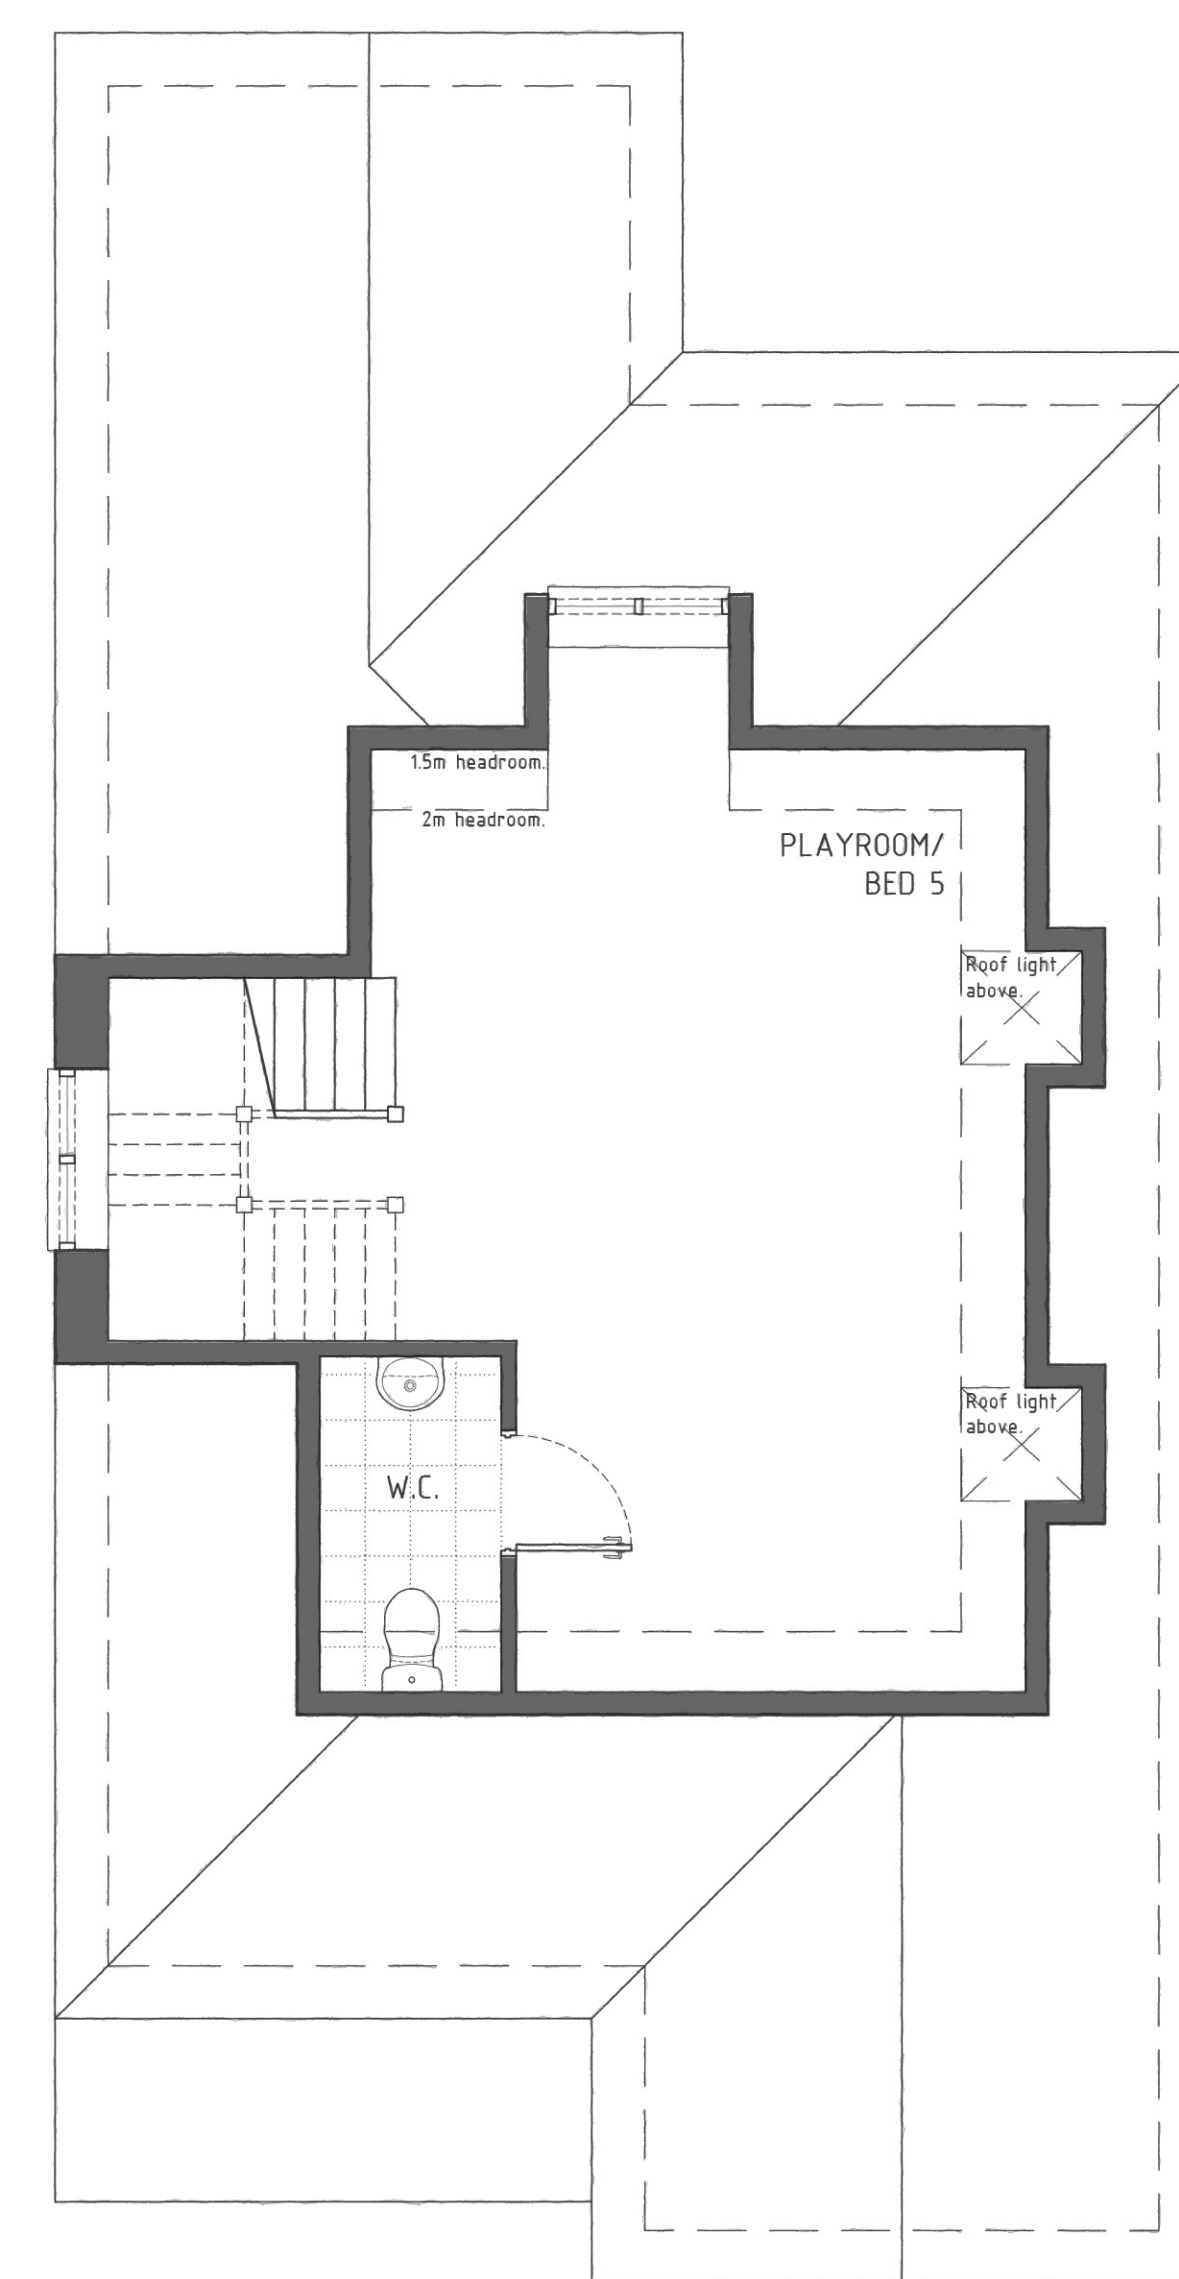 1.5m headroom.
2m headroom.
PLAYROOM/
BED 5
Roof light
above.
Roof light
above.
W.C.